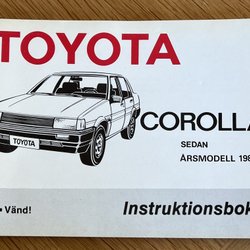 TOYOTA
COROLLA
SEDAN
ÅRSMODELL 198
TOYOTA
Vänd!
Instruktionsbok